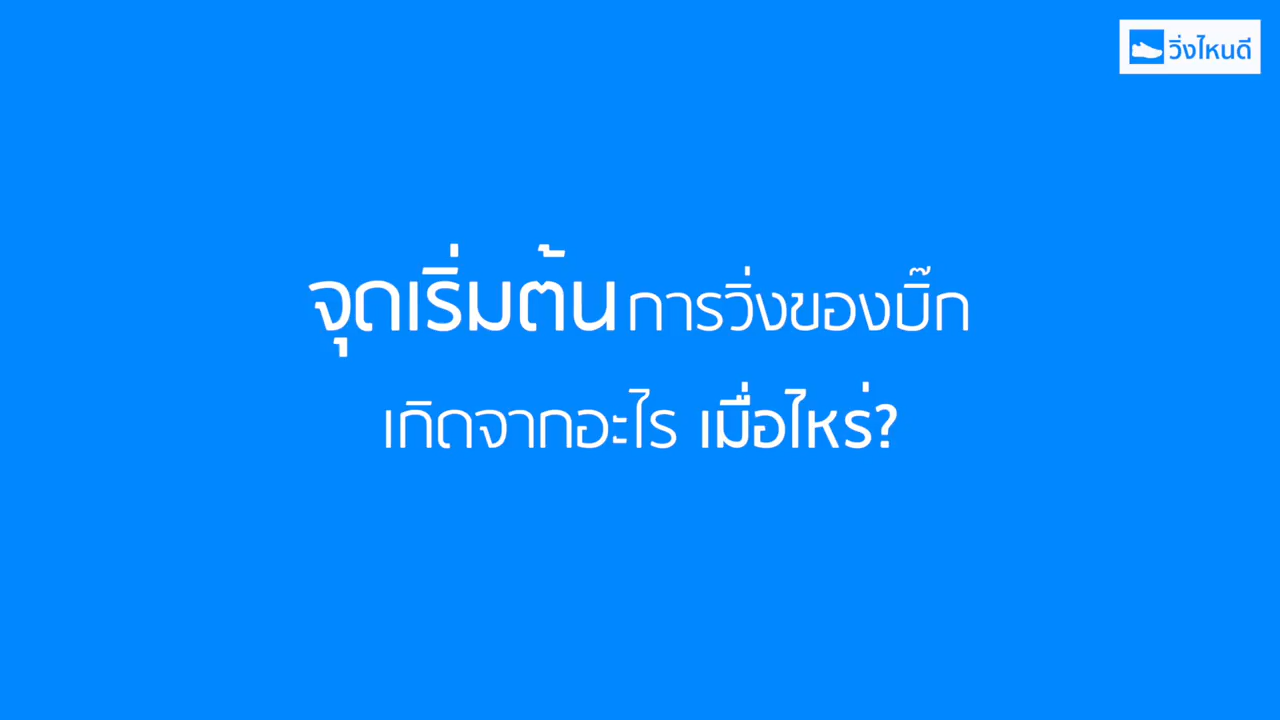 วิ่งไหนดี
จุดเริ่มต้นการวิ่งของบิ๊ก
เกิดจากอะไร เมื่อไหร่?